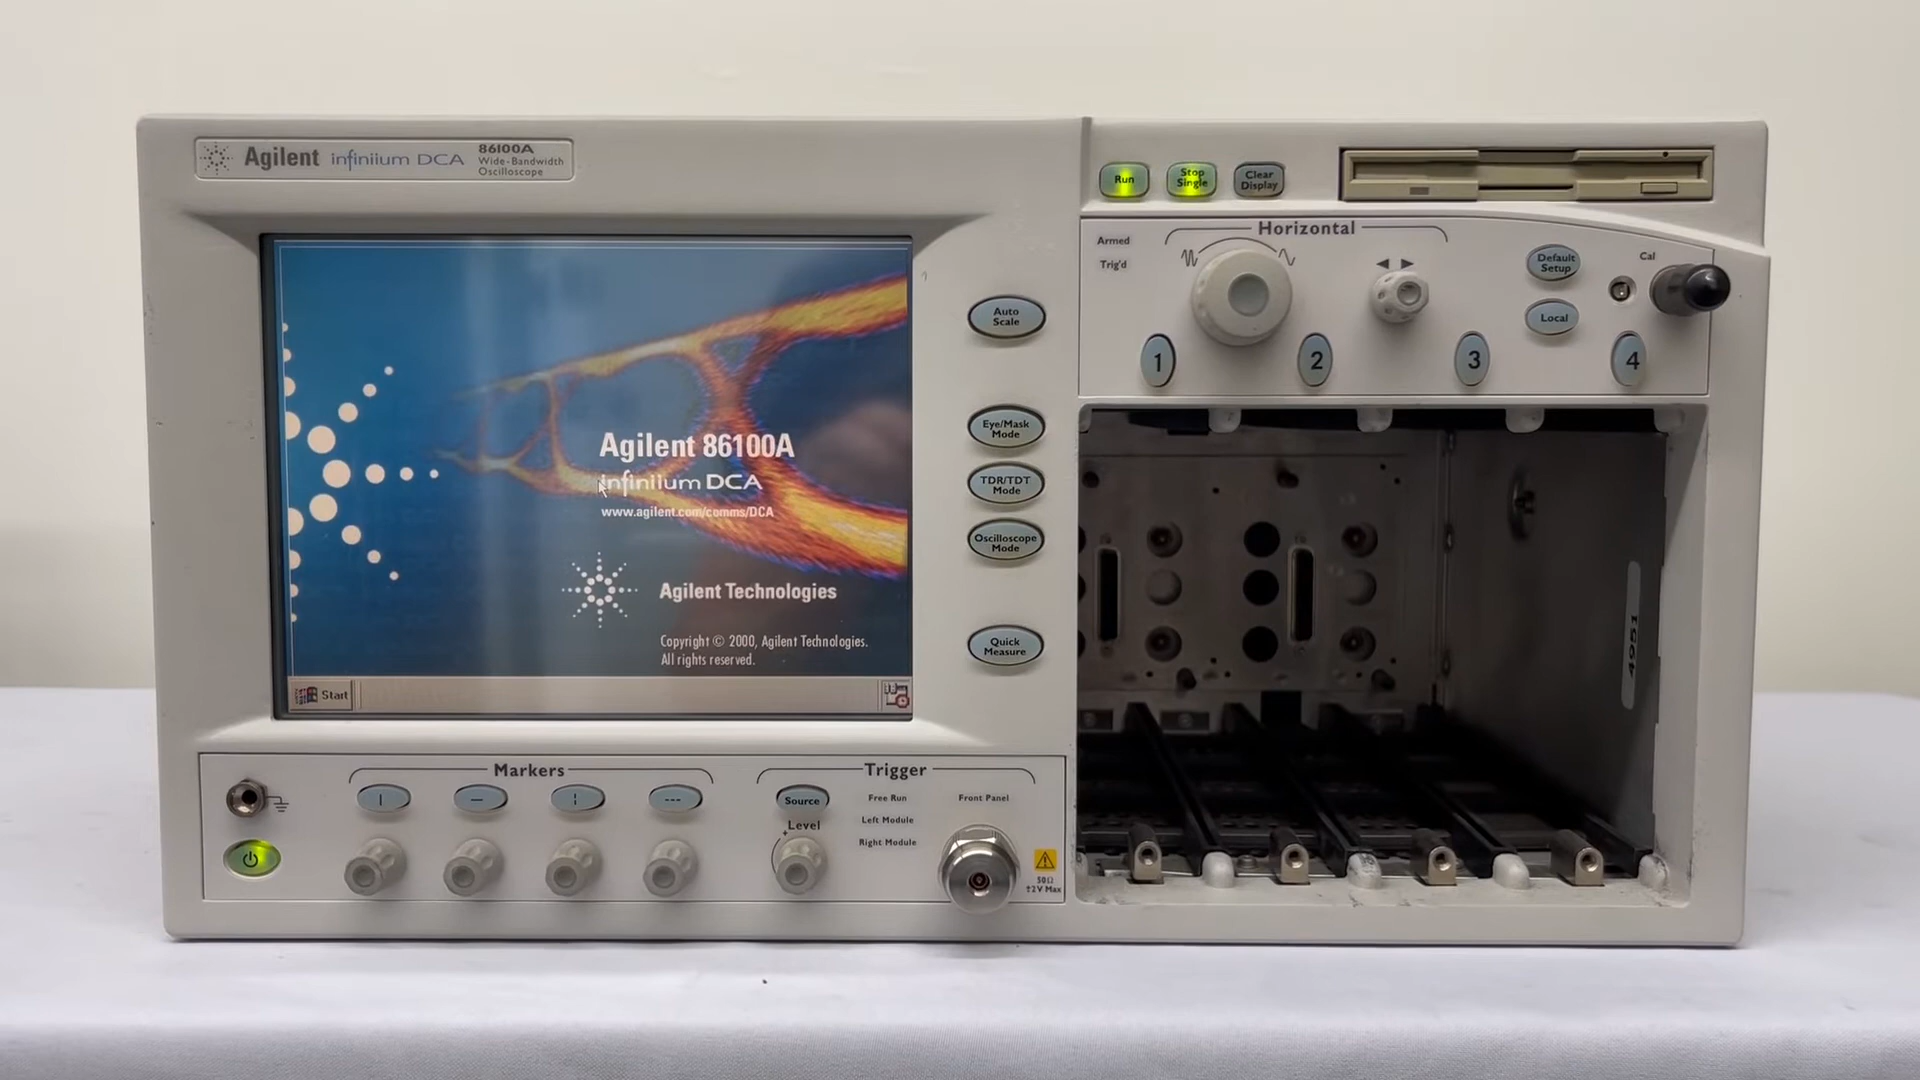 Agilent infiniium DCA
86100A
Wide-Bandwidth
Oscilloscope
Agilent 86100A
infiniium DCA
www.agilent.com/comms/DCA
Agilent Technologies
Copyright © 2000, Agilent Technologies.
All rights reserved.
Start
Auto
Scale
Eye/Mask
Mode
TDR/TDT
Mode
Oscilloscope
Mode
Quick
Measure
Run
Stop
Single
Clear
Display
Horizontal
Armed
Trig'd
Default
Setup
Cal
Local
1
2
3
4
4951
Markers
Trigger
Source
Level
Free Run
Left Module
Right Module
Front Panel
50Ω
±2V Max